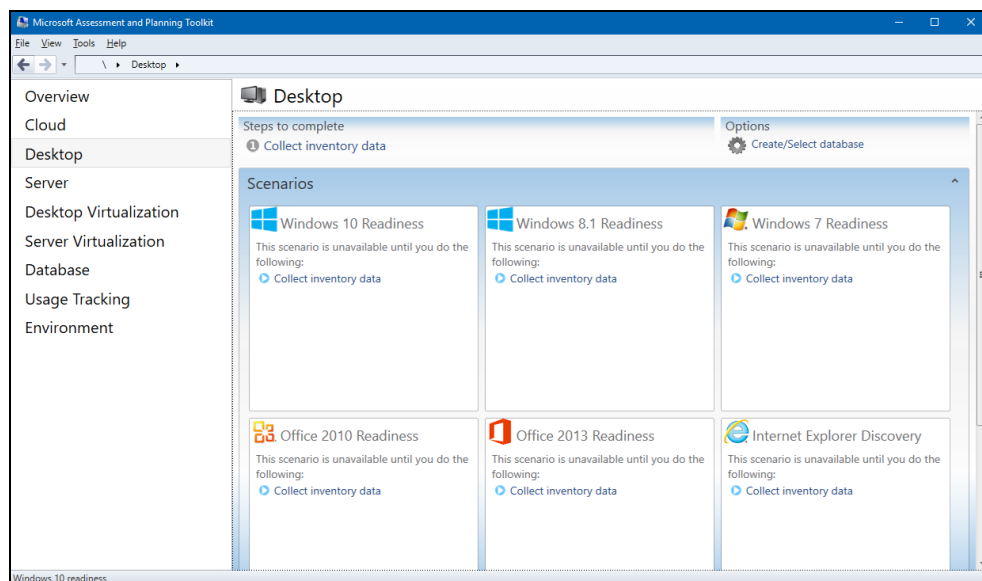 Microsoft Assessment and Planning Toolkit
File View Tools Help
\ Desktop
Overview
Cloud
Desktop
Server
Desktop Virtualization
Server Virtualization
Database
Usage Tracking
Environment
Desktop
Steps to complete
1 Collect inventory data
Options
Create/Select database
Scenarios
Windows 10 Readiness
This scenario is unavailable until you do the
following:
Collect inventory data
Windows 8.1 Readiness
This scenario is unavailable until you do the
following:
Collect inventory data
Windows 7 Readiness
This scenario is unavailable until you do the
following:
Collect inventory data
Office 2010 Readiness
This scenario is unavailable until you do the
following:
Collect inventory data
Office 2013 Readiness
This scenario is unavailable until you do the
following:
Collect inventory data
Internet Explorer Discovery
This scenario is unavailable until you do the
following:
Collect inventory data
Windows 10 readiness